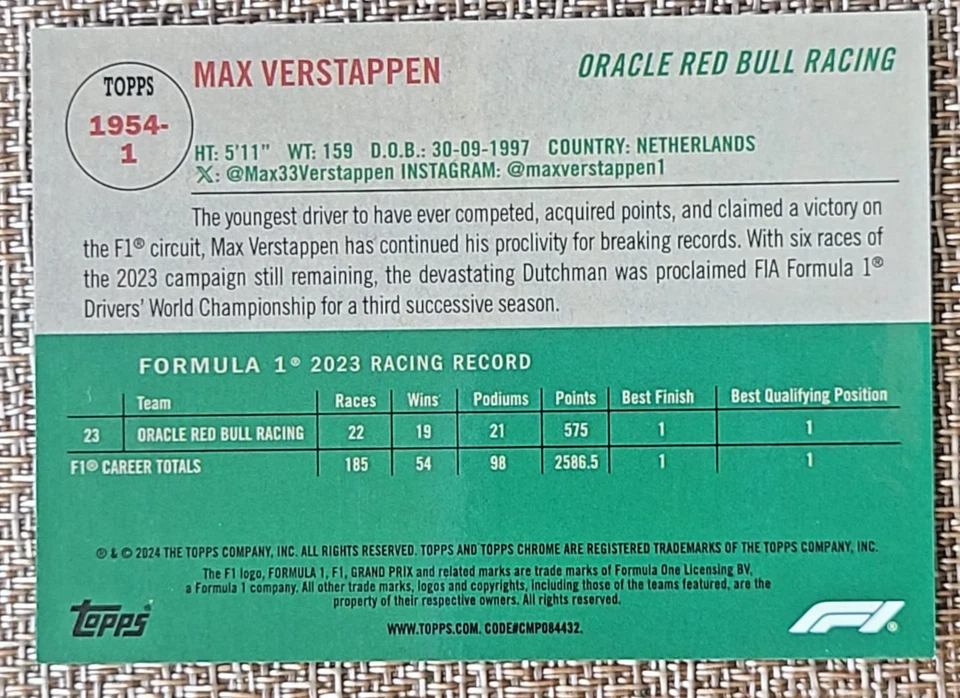 TOPPS
1954-
1
MAX VERSTAPPEN
ORACLE RED BULL RACING
HT: 5'11" WT: 159 D.O.B.: 30-09-1997 COUNTRY: NETHERLANDS
𝕏: @Max33Verstappen INSTAGRAM: @maxverstappen1
The youngest driver to have ever competed, acquired points, and claimed a victory on
the F1® circuit, Max Verstappen has continued his proclivity for breaking records. With six races of
the 2023 campaign still remaining, the devastating Dutchman was proclaimed FIA Formula 1®
Drivers' World Championship for a third successive season.
FORMULA 1® 2023 RACING RECORD
Team Races Wins Podiums Points Best Finish Best Qualifying Position
23 ORACLE RED BULL RACING 22 19 21 575 1 1
F1® CAREER TOTALS 185 54 98 2586.5 1 1
® & © 2024 THE TOPPS COMPANY, INC. ALL RIGHTS RESERVED. TOPPS AND TOPPS CHROME ARE REGISTERED TRADEMARKS OF THE TOPPS COMPANY, INC.
The F1 logo, FORMULA 1, F1, GRAND PRIX and related marks are trade marks of Formula One Licensing BV,
a Formula 1 company. All other trade marks, logos and copyrights, including those of the teams featured, are the
property of their respective owners. All rights reserved.
topps®
WWW.TOPPS.COM. CODE#CMP084432.
F1®